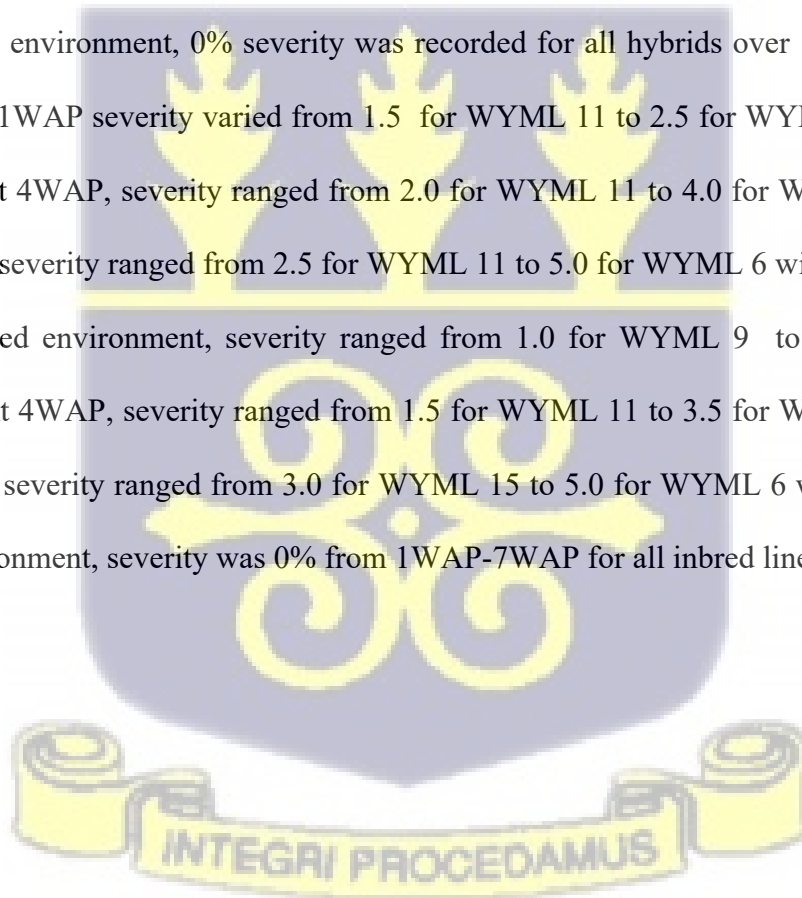 environment, 0% severity was recorded for all hybrids over
1WAP severity varied from 1.5 for WYML 11 to 2.5 for
4WAP, severity ranged from 2.0 for WYML 11 to 4.0 for
severity ranged from 2.5 for WYML 11 to 5.0 for WYML 6
environment, severity ranged from 1.0 for WYML 9 to
4WAP, severity ranged from 1.5 for WYML 11 to 3.5 for
severity ranged from 3.0 for WYML 15 to 5.0 for WYML 6
severity was 0% from 1WAP-7WAP for all inbred
INTEGRI PROCEDAMUS